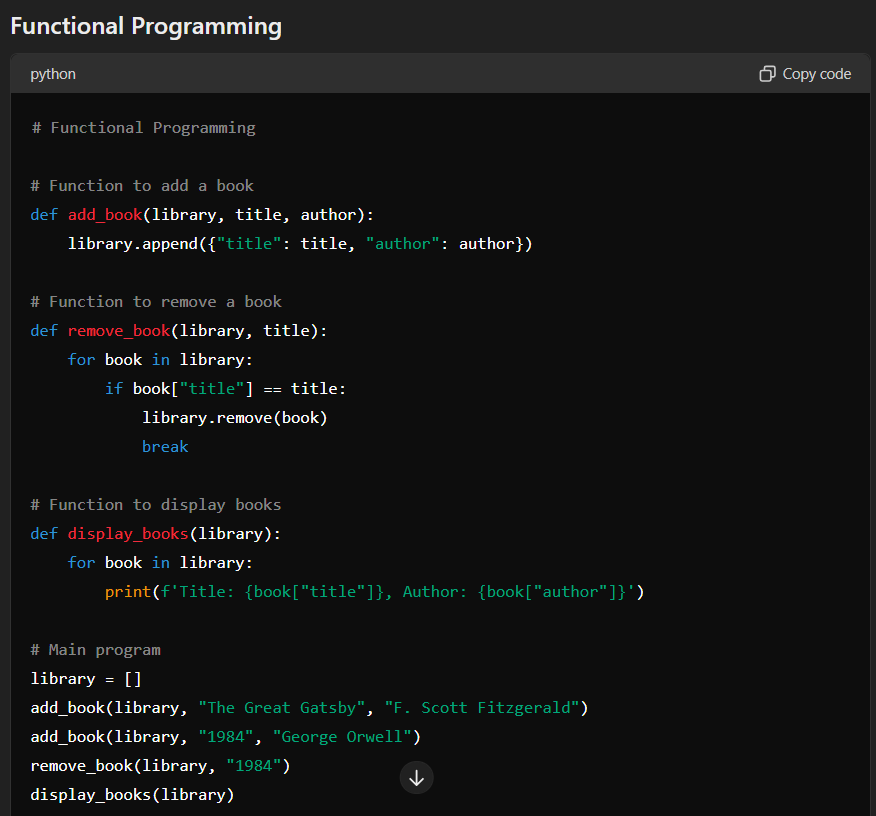 Functional Programming
python
Copy code
# Functional Programming
# Function to add a book
def add_book(library, title, author):
    library.append({"title": title, "author": author})
# Function to remove a book
def remove_book(library, title):
    for book in library:
        if book["title"] == title:
            library.remove(book)
            break
# Function to display books
def display_books(library):
    for book in library:
        print(f'Title: {book["title"]}, Author: {book["author"]}')
# Main program
library = []
add_book(library, "The Great Gatsby", "F. Scott Fitzgerald")
add_book(library, "1984", "George Orwell")
remove_book(library, "1984")
display_books(library)